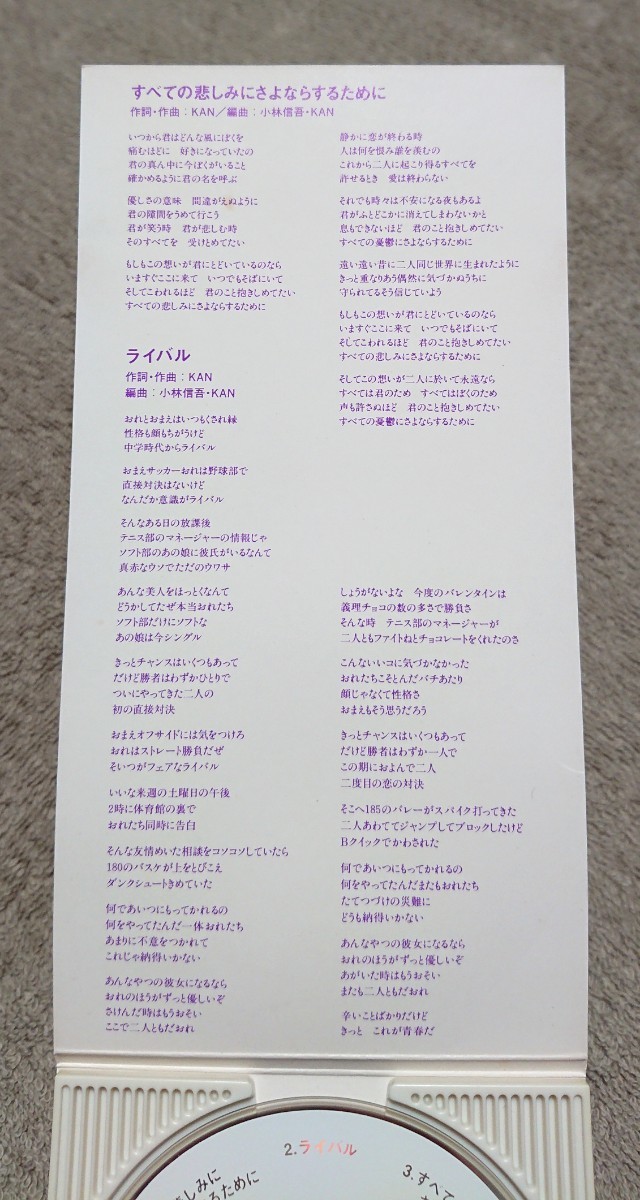 すべての悲しみにさよならするために
作詞・作曲：KAN／編曲：小林信吾・KAN
いつから君はどんな風にぼくを
痛むほどに　好きになっていたの
君の真ん中に今ぼくがいること
確かめるように君の名を呼ぶ
優しさの意味　間違がえぬように
君の隙間をうめて行こう
君が笑う時　君が悲しむ時
そのすべてを　受けとめてたい
もしもこの想いが君にとどいているのなら
いますぐここに来て　いつでもそばにいて
そしてこわれるほど　君のこと抱きしめてたい
すべての悲しみにさよならするために
静かに恋が終わる時
人は何を恨み誰を羨むの
これから二人に起こり得るすべてを
許せるとき　愛は終わらない
それでも時々は不安になる夜もあるよ
君がふとどこかに消えてしまわないかと
息もできないほど　君のこと抱きしめてたい
すべての憂鬱にさよならするために
遠い遠い昔に二人同じ世界に生まれたように
きっと重なりあう偶然に気づかぬうちに
守られてるそう信じていよう
もしもこの想いが君にとどいているのなら
いますぐここに来て　いつでもそばにいて
そしてこわれるほど　君のこと抱きしめてたい
すべての悲しみにさよならするために
そしてこの想いが二人に於いて永遠なら
すべては君のため　すべてはぼくのため
声も許さぬほど　君のこと抱きしめてたい
すべての憂鬱にさよならするために
ライバル
作詞・作曲：KAN
編曲：小林信吾・KAN
おれとおまえはいつもくされ縁
性格も顔もちがうけど
中学時代からライバル
おまえサッカーおれは野球部で
直接対決はないけど
なんだか意識がライバル
そんなある日の放課後
テニス部のマネージャーの情報じゃ
ソフト部のあの娘に彼氏がいるなんて
真赤なウソでただのウワサ
あんな美人をほっとくなんて
どうかしてたぜ本当おれたち
ソフト部だけにソフトな
あの娘は今シングル
きっとチャンスはいくつもあって
だけど勝者はわずかひとりで
ついにやってきた二人の
初の直接対決
おまえオフサイドには気をつけろ
おれはストレート勝負だぜ
そいつがフェアなライバル
いいな来週の土曜日の午後
2時に体育館の裏で
おれたち同時に告白
そんな友情めいた相談をコソコソしていたら
180のバスケが上をとびこえ
ダンクシュートきめていた
何であいつにもってかれるの
何をやってたんだ一体おれたち
あまりに不意をつかれて
これじゃ納得いかない
あんなやつの彼女になるなら
おれのほうがずっと優しいぞ
さけんだ時はもうおそい
ここで二人ともだおれ
しょうがないよな　今度のバレンタインは
義理チョコの数の多さで勝負さ
そんな時　テニス部のマネージャーが
二人ともファイトねとチョコレートをくれたのさ
こんないいコに気づかなかった
おれたちこそとんだバチあたり
顔じゃなくて性格さ
おまえもそう思うだろう
きっとチャンスはいくつもあって
だけど勝者はわずか一人で
この期におよんで二人
二度目の恋の対決
そこへ185のバレーがスパイク打ってきた
二人あわててジャンプしてブロックしたけど
Bクイックでかわされた
何であいつにもってかれるの
何をやってたんだまたもおれたち
たてつづけの災難に
どうも納得いかない
あんなやつの彼女になるなら
おれのほうがずっと優しいぞ
あがいた時はもうおそい
またも二人ともだおれ
辛いことばかりだけど
きっと　これが青春だ
2.ライバル
3.すべて
しみに
るために